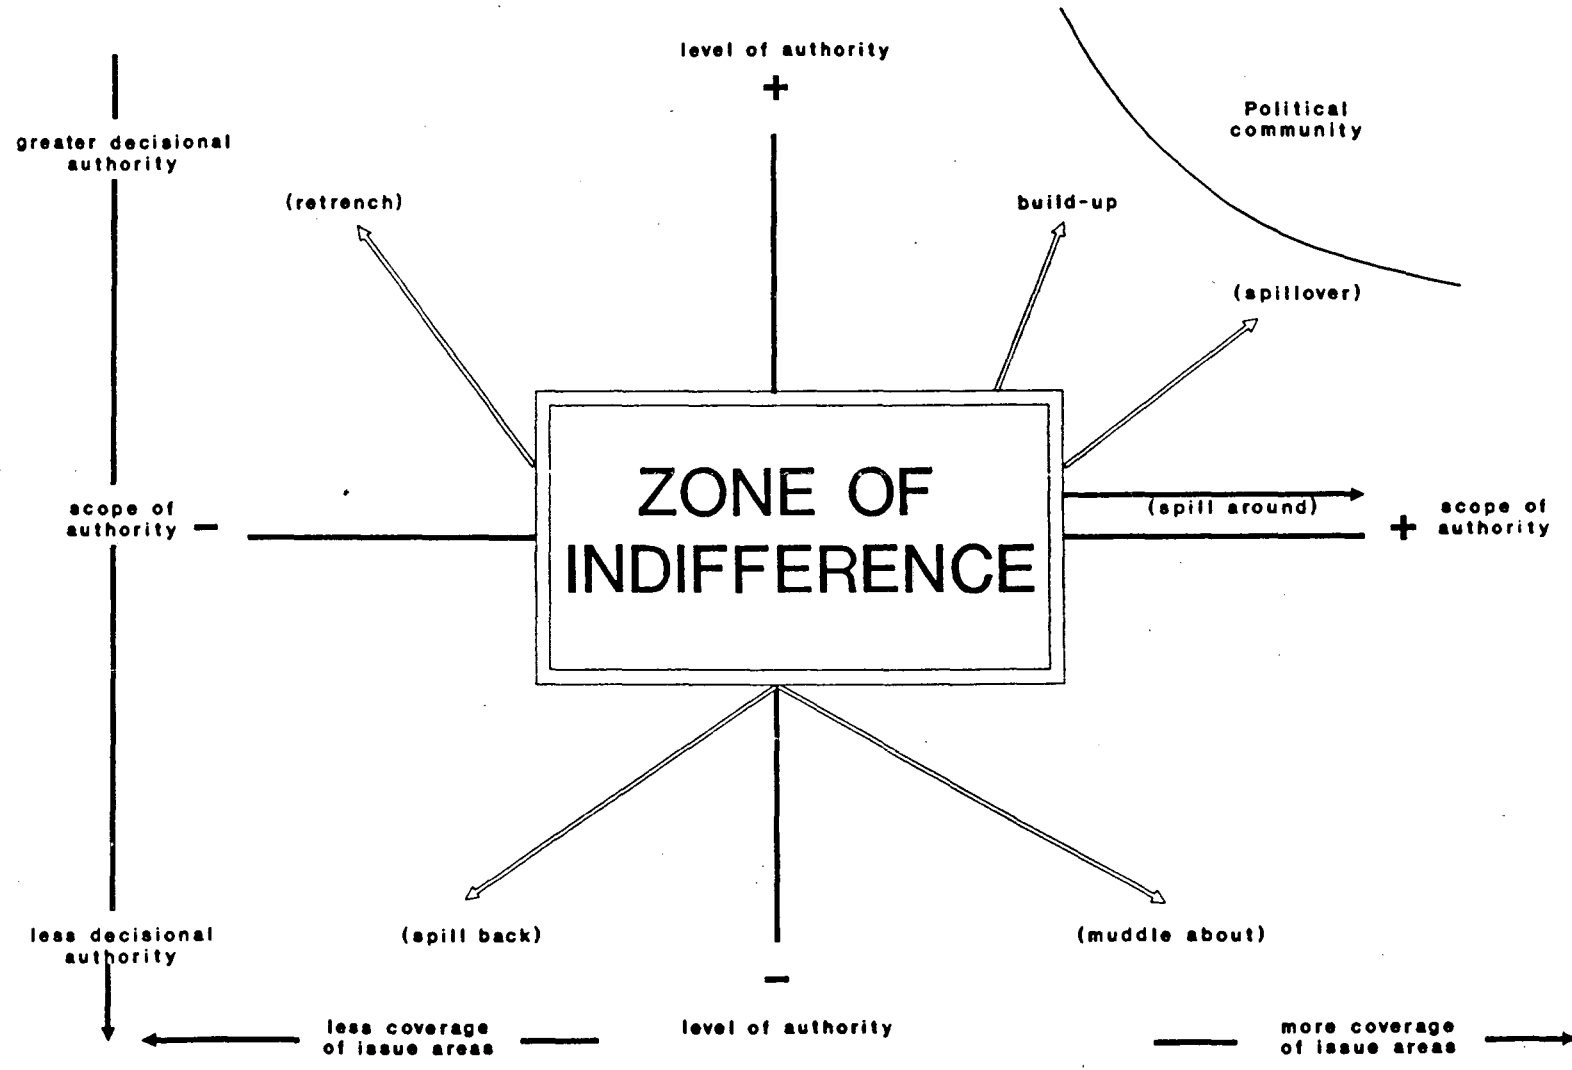 level of authority
+
Political
community
greater decisional
authority
(retrench)
build-up
(spillover)
ZONE OF
INDIFFERENCE
(spill around)
scope of
authority −
+ scope of
authority
less decisional
authority
(spill back)
(muddle about)
−
level of authority
less coverage
of issue areas
more coverage
of issue areas